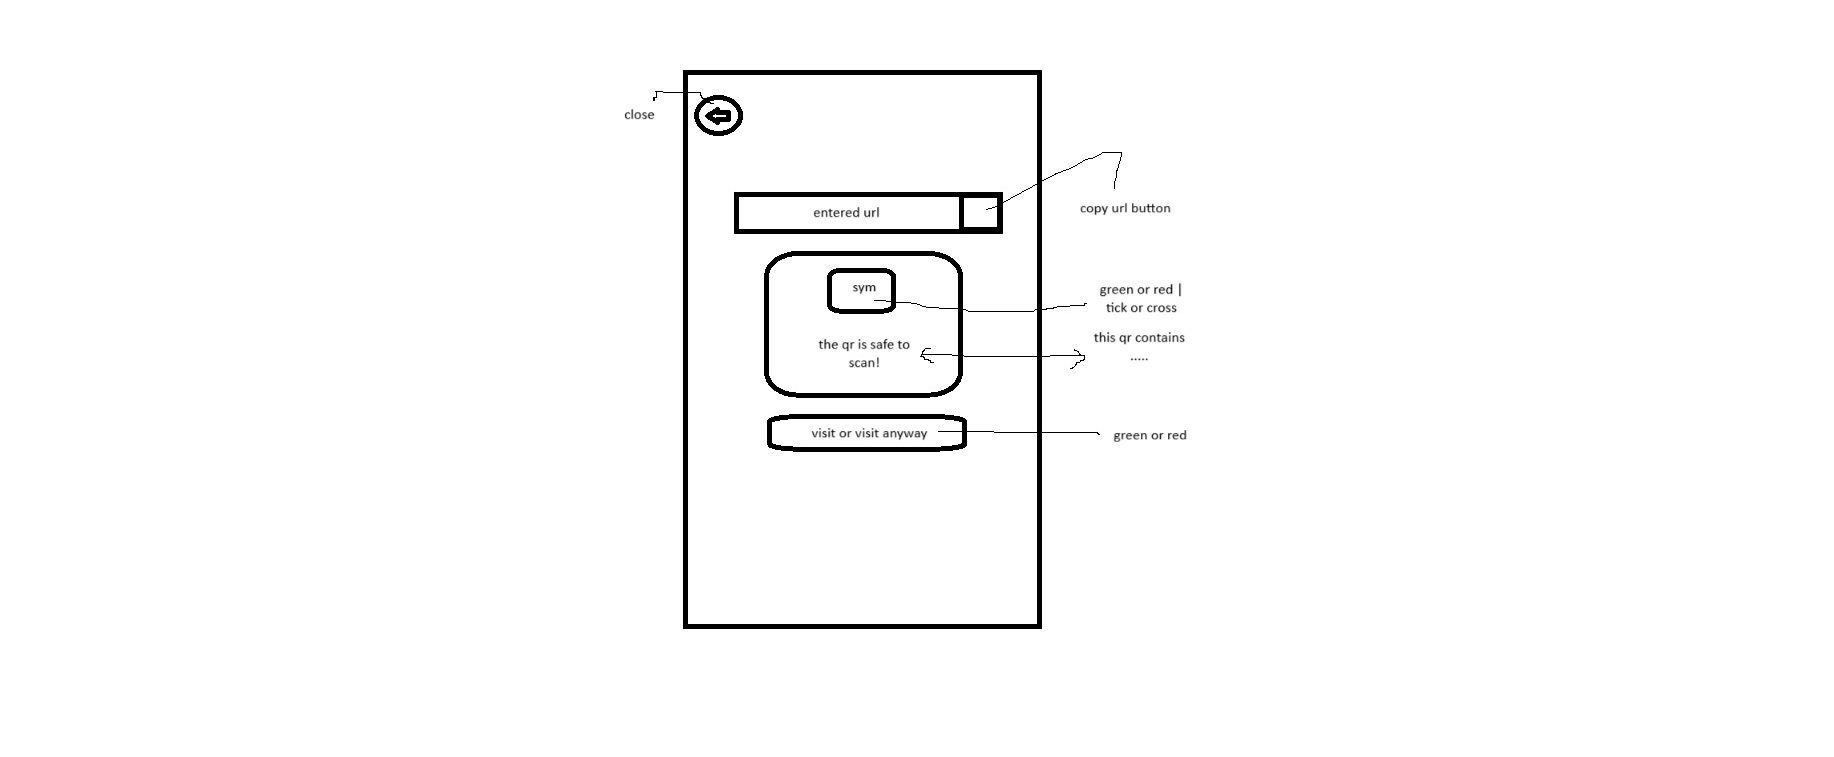 close
entered url
copy url button
sym
green or red |
tick or cross
the qr is safe to
scan!
this qr contains
.....
visit or visit anyway
green or red